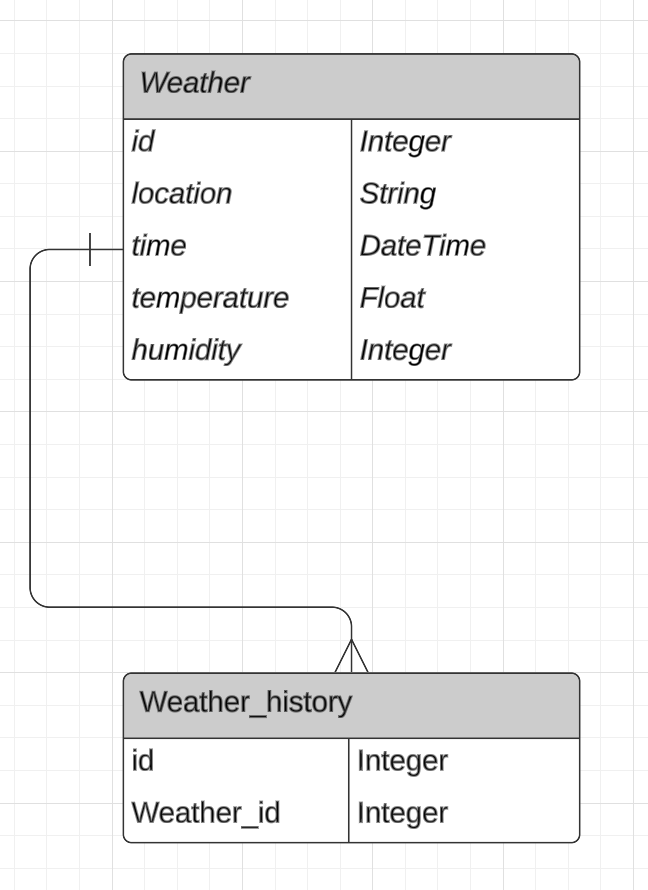 Weather
id Integer
location String
time DateTime
temperature Float
humidity Integer
Weather_history
id Integer
Weather_id Integer